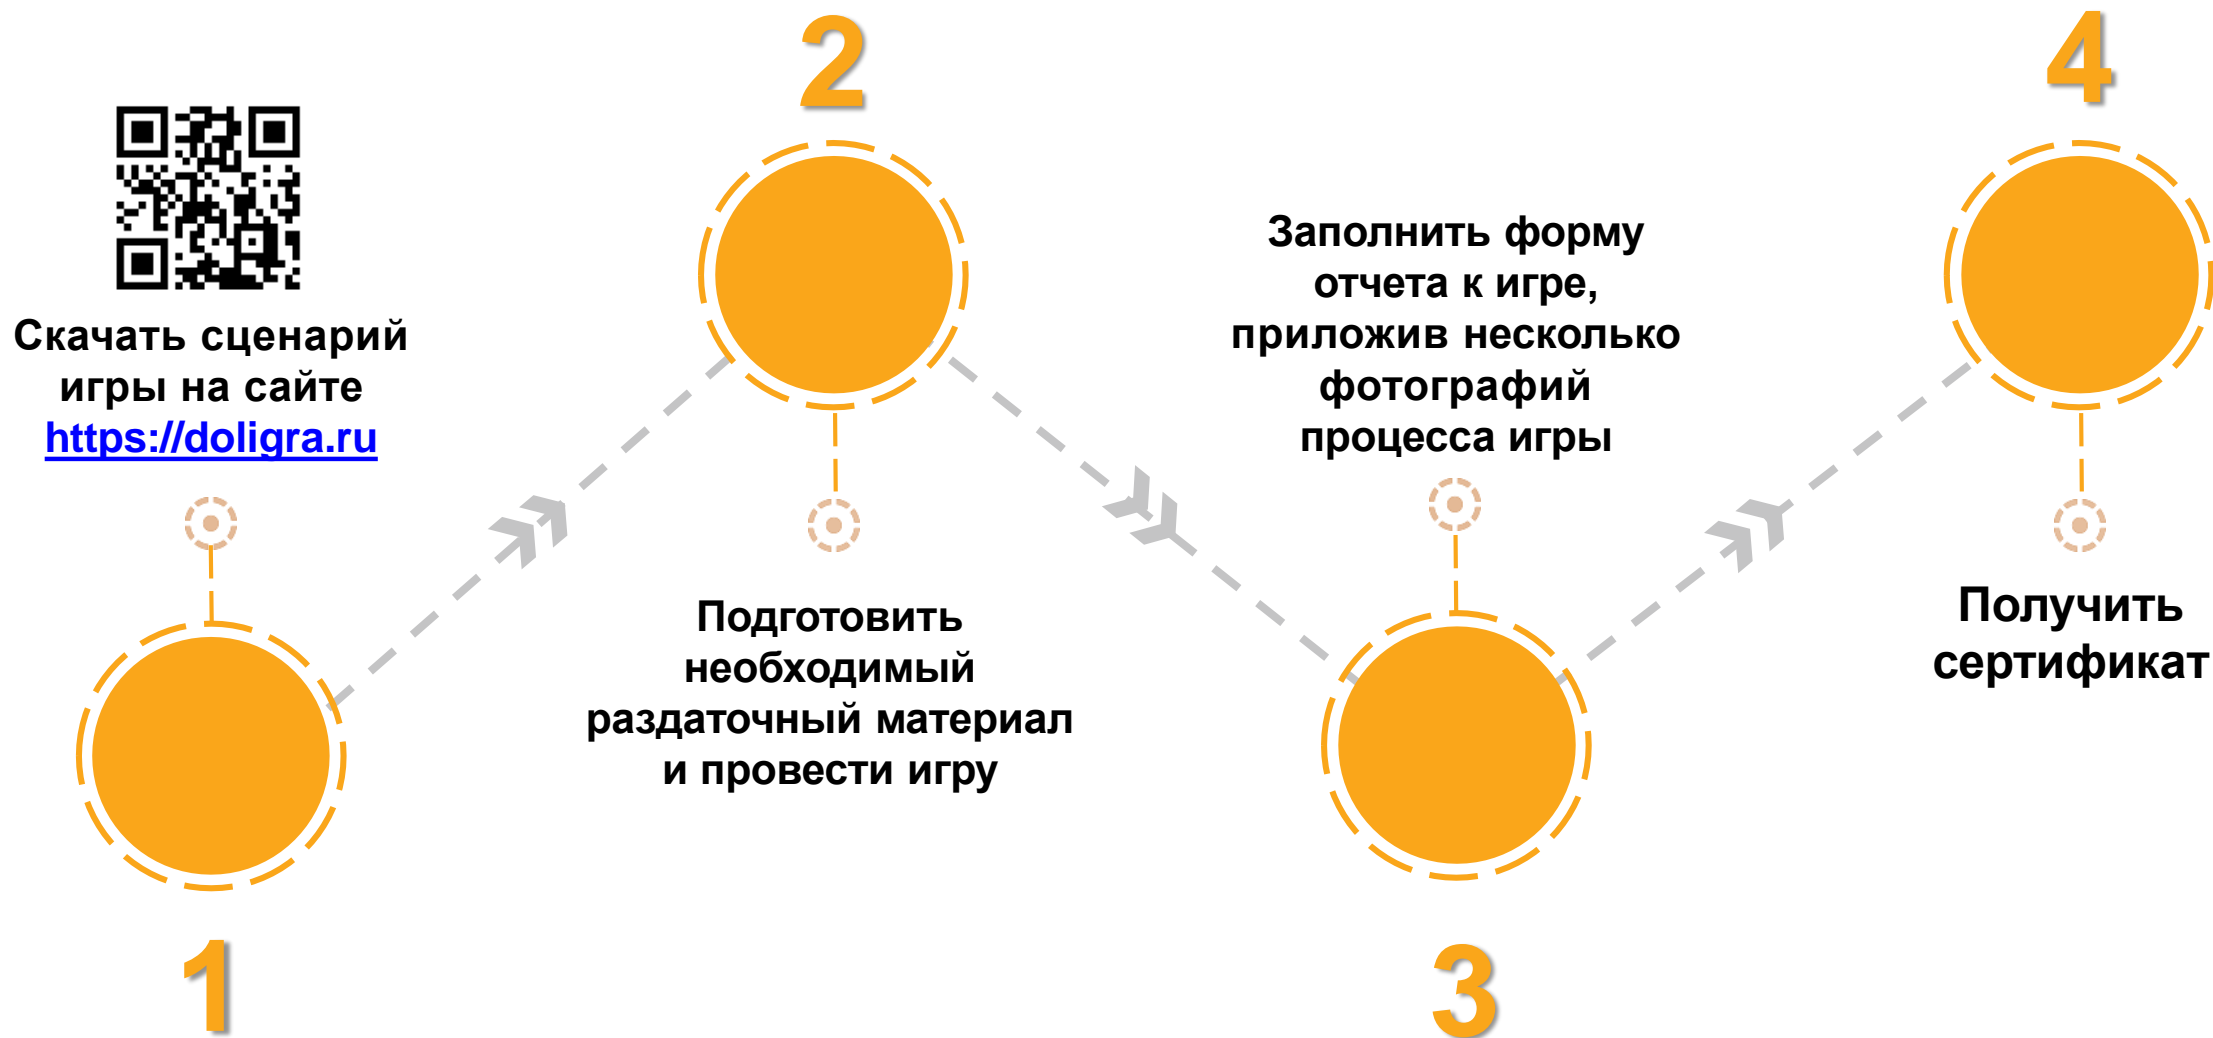 1
Скачать сценарий
игры на сайте
https://doligra.ru
2
Подготовить
необходимый
раздаточный материал
и провести игру
3
Заполнить форму
отчета к игре,
приложив несколько
фотографий
процесса игры
4
Получить
сертификат